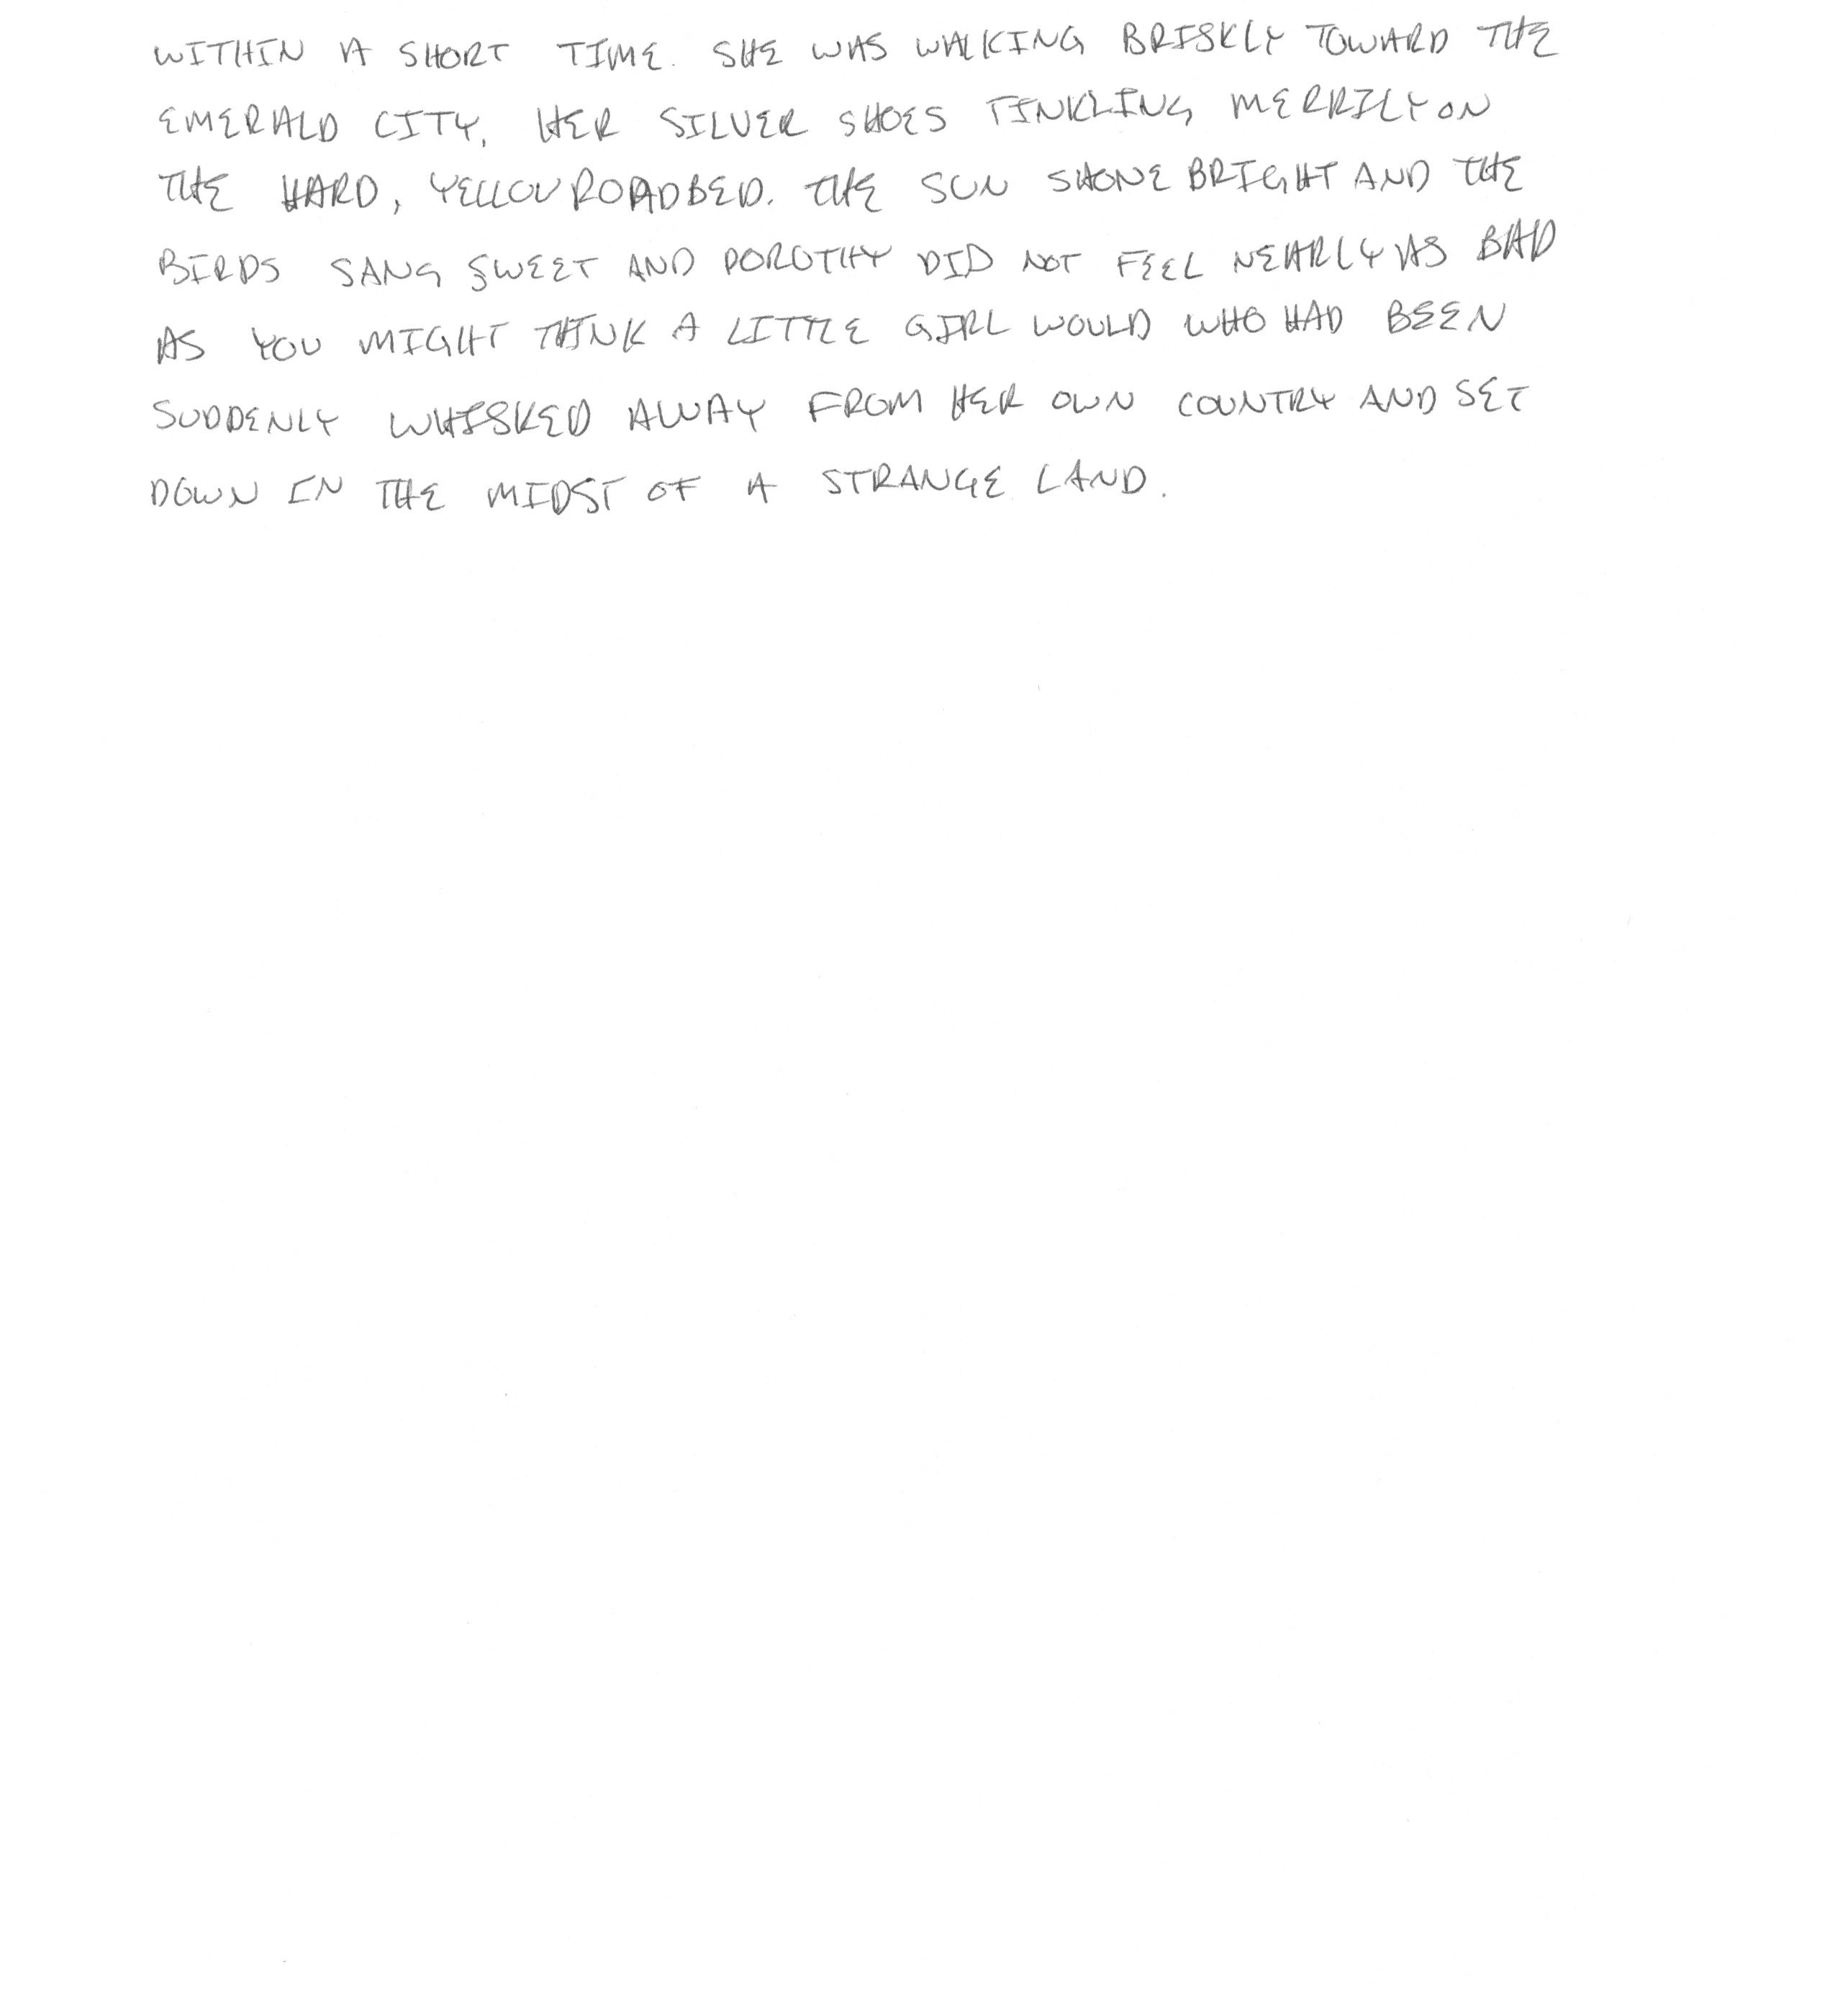 WITHIN A SHORT TIME. SHE WAS WALKING BRISKLY TOWARD THE
EMERALD CITY, HER SILVER SHOES TINKLING MERRILY ON
THE HARD, YELLOW ROADBED. THE SUN SHONE BRIGHT AND THE
BIRDS SANG SWEET AND DOROTHY DID NOT FEEL NEARLY AS BAD
AS YOU MIGHT THINK A LITTLE GIRL WOULD WHO HAD BEEN
SUDDENLY WHISKED AWAY FROM HER OWN COUNTRY AND SET
DOWN IN THE MIDST OF A STRANGE LAND.